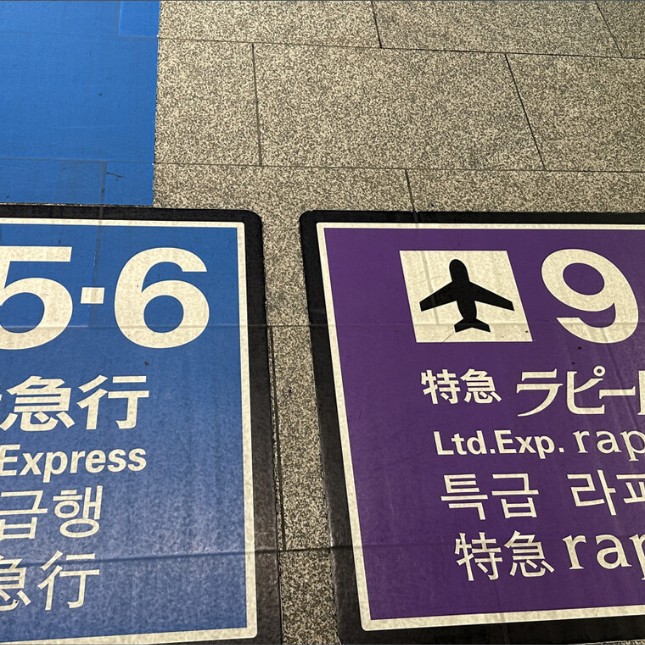 5·6
急行
Express
급행
急行
9
特急 ラピー
Ltd.Exp. rap
특급 라피
特急 rap